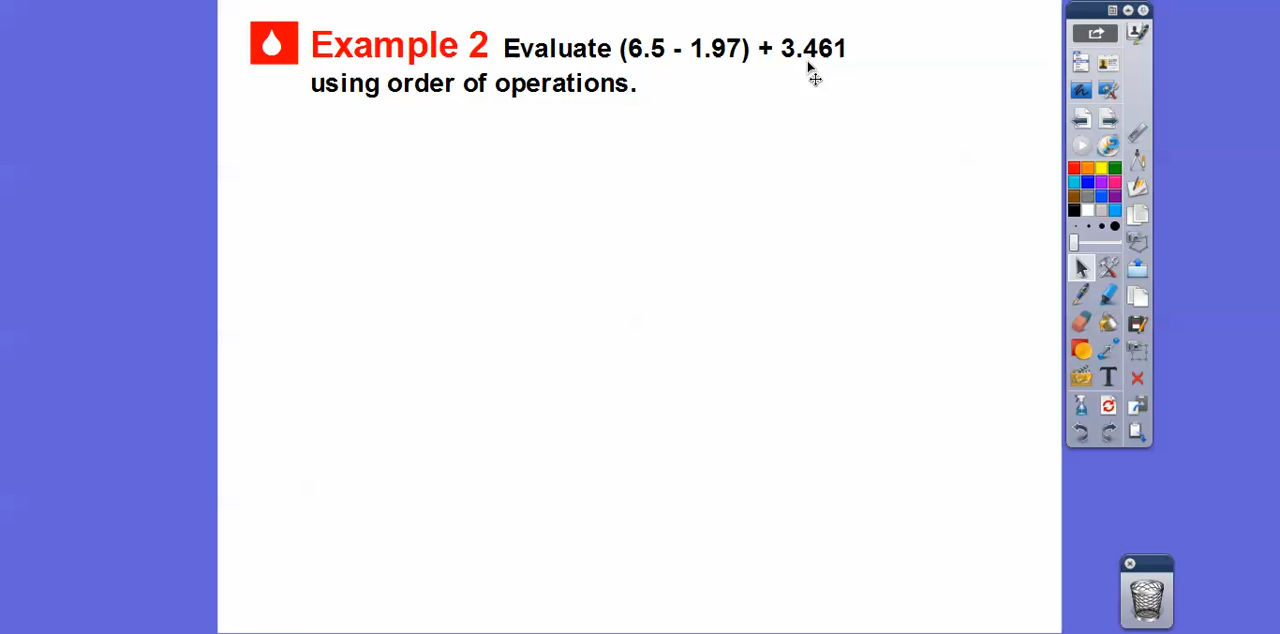 Example 2 Evaluate (6.5 - 1.97) + 3.461
using order of operations.